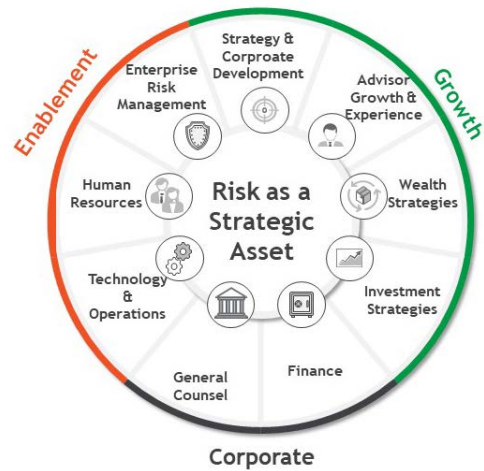 Strategy &
Corproate
Development
Advisor
Growth &
Experience
Growth
Wealth
Strategies
Investment
Strategies
Finance
Corporate
General
Counsel
Technology
&
Operations
Human
Resources
Enablement
Enterprise
Risk
Management
Risk as a
Strategic
Asset